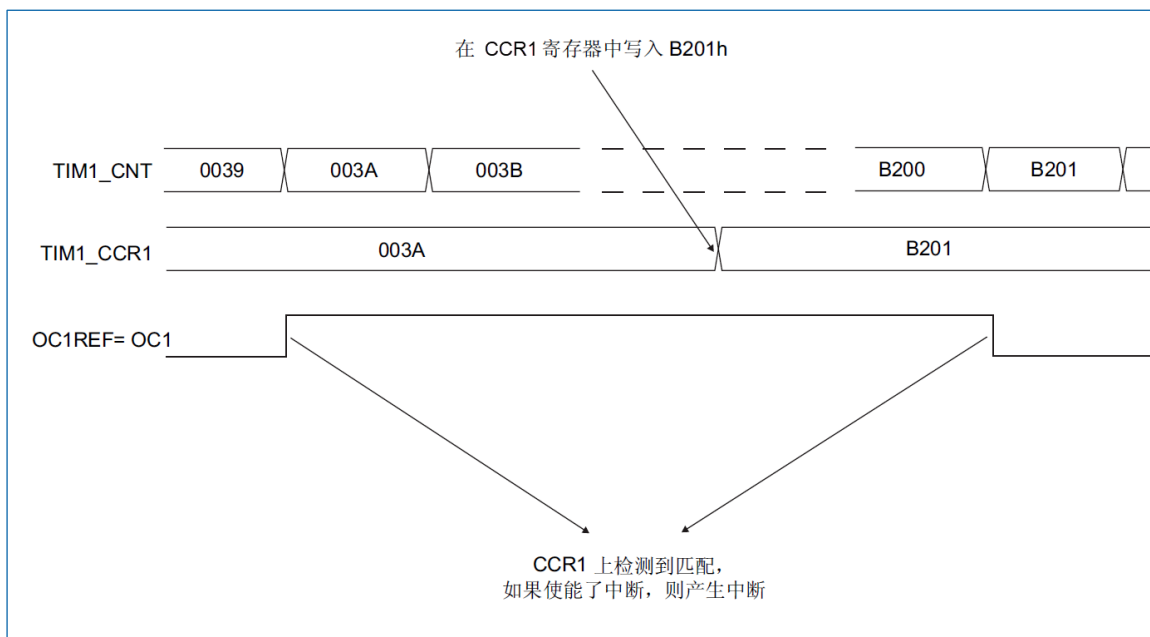 在 CCR1 寄存器中写入 B201h
TIM1_CNT 0039 003A 003B B200 B201
TIM1_CCR1 003A B201
OC1REF= OC1
CCR1 上检测到匹配，
如果使能了中断，则产生中断